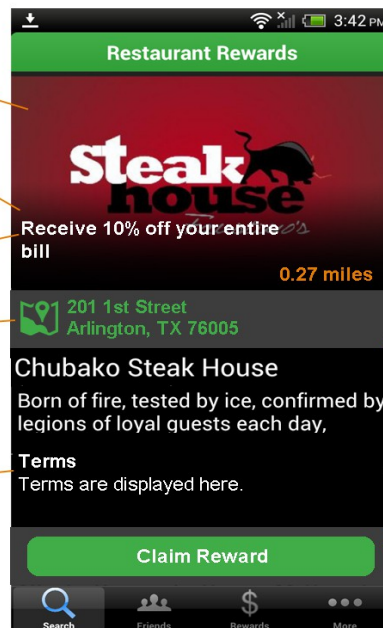 3:42 PM
Restaurant Rewards
Steak
house
Receive 10% off your entire
bill
0.27 miles
201 1st Street
Arlington, TX 76005
Chubako Steak House
Born of fire, tested by ice, confirmed by
legions of loyal guests each day,
Terms
Terms are displayed here.
Claim Reward
Search Friends Rewards More